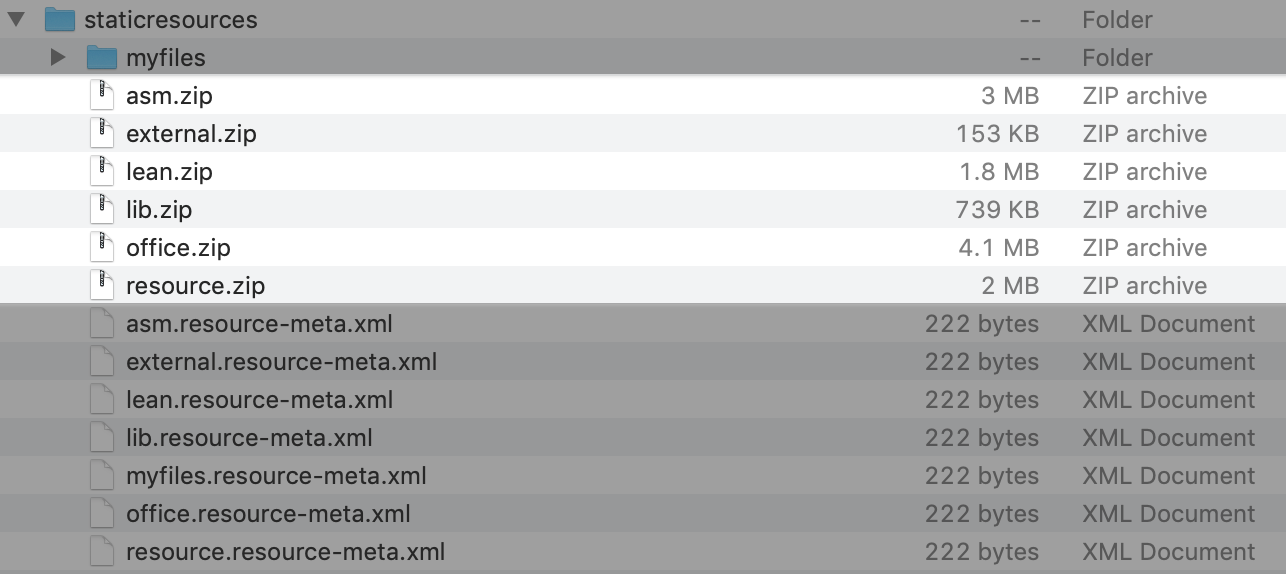 staticresources -- Folder
myfiles -- Folder
asm.zip 3 MB ZIP archive
external.zip 153 KB ZIP archive
lean.zip 1.8 MB ZIP archive
lib.zip 739 KB ZIP archive
office.zip 4.1 MB ZIP archive
resource.zip 2 MB ZIP archive
asm.resource-meta.xml 222 bytes XML Document
external.resource-meta.xml 222 bytes XML Document
lean.resource-meta.xml 222 bytes XML Document
lib.resource-meta.xml 222 bytes XML Document
myfiles.resource-meta.xml 222 bytes XML Document
office.resource-meta.xml 222 bytes XML Document
resource.resource-meta.xml 222 bytes XML Document